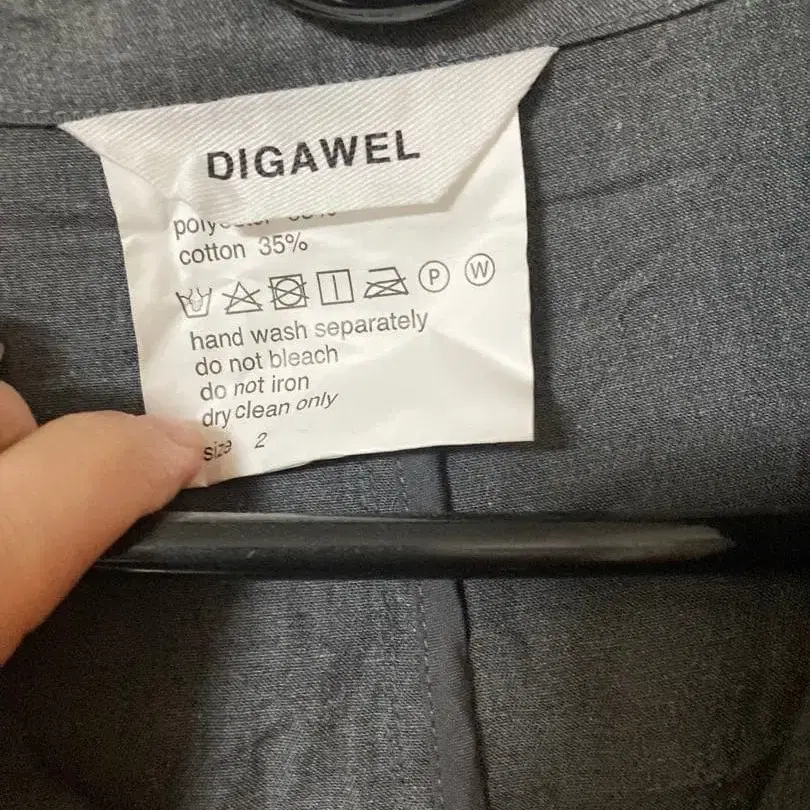 DIGAWEL
cotton 35%
P W
hand wash separately
do not bleach
do not iron
dry clean only
size 2